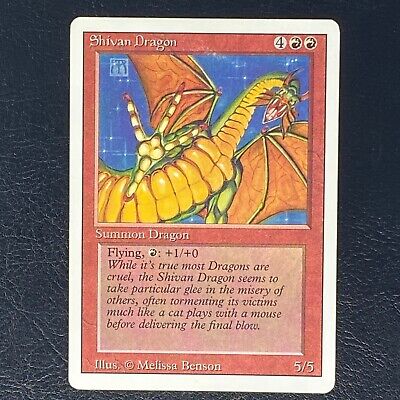 Shivan Dragon 4
Summon Dragon
Flying, : +1/+0
While it's true most Dragons are
cruel, the Shivan Dragon seems to
take particular glee in the misery of
others, often tormenting its victims
much like a cat plays with a mouse
before delivering the final blow.
Illus. © Melissa Benson 5/5